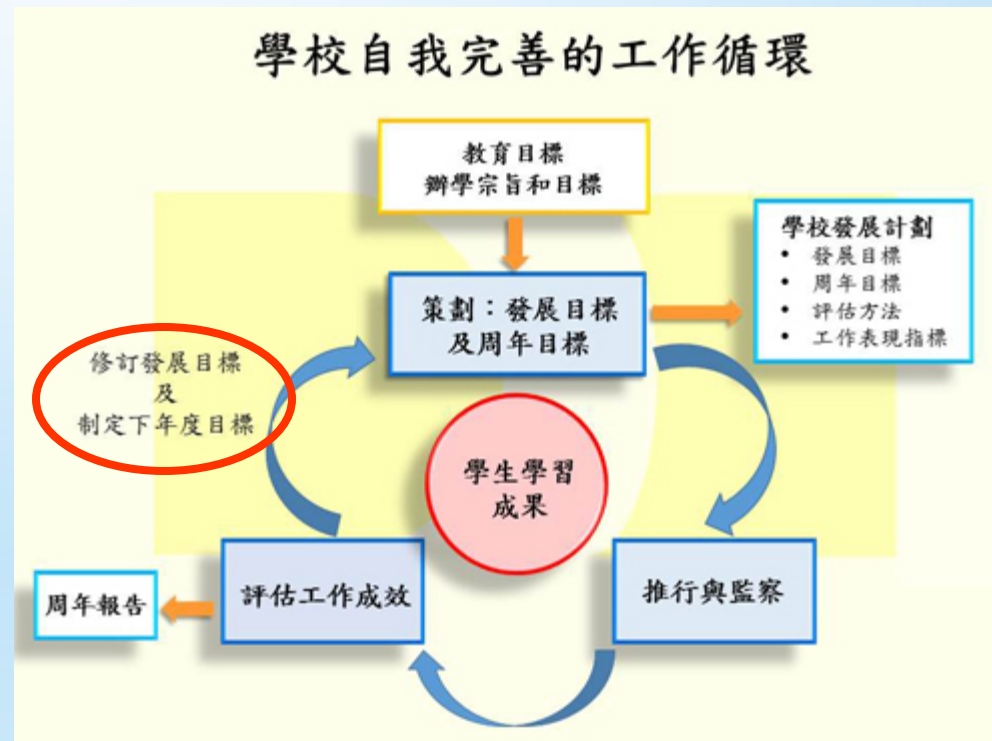 學校自我完善的工作循環
教育目標
辦學宗旨和目標
學校發展計劃
• 發展目標
• 周年目標
• 評估方法
• 工作表現指標
策劃：發展目標
及周年目標
修訂發展目標
及
制定下年度目標
學生學習
成果
周年報告
評估工作成效
推行與監察